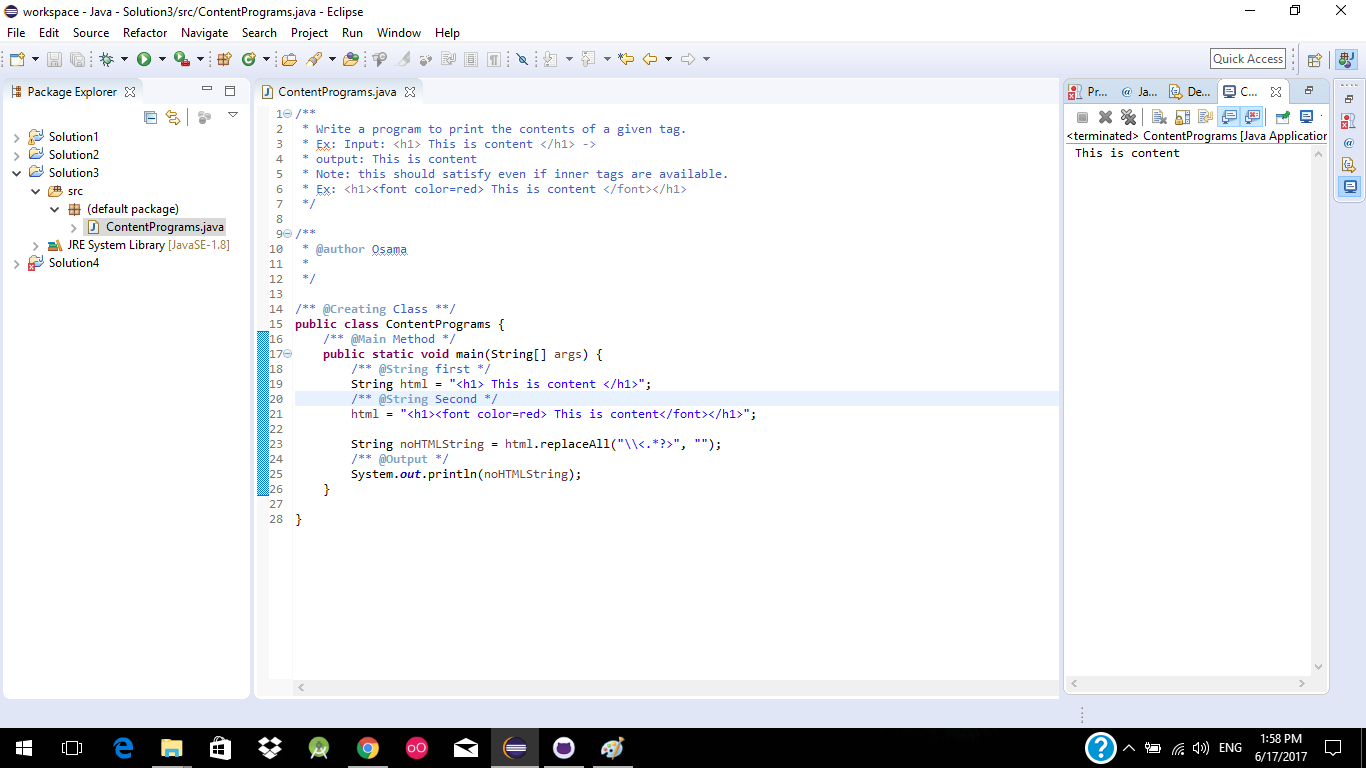 workspace - Java - Solution3/src/ContentPrograms.java - Eclipse
File Edit Source Refactor Navigate Search Project Run Window Help
Quick Access
Package Explorer
Solution1
Solution2
Solution3
src
(default package)
ContentPrograms.java
JRE System Library [JavaSE-1.8]
Solution4
ContentPrograms.java
1 /**
2 * Write a program to print the contents of a given tag.
3 * Ex: Input: <h1> This is content </h1> ->
4 * output: This is content
5 * Note: this should satisfy even if inner tags are available.
6 * Ex: <h1><font color=red> This is content </font></h1>
7 */
8
9 /**
10 * @author Osama
11 *
12 */
13
14 /** @Creating Class **/
15 public class ContentPrograms {
16 /** @Main Method */
17 public static void main(String[] args) {
18 /** @String first */
19 String html = "<h1> This is content </h1>";
20 /** @String Second */
21 html = "<h1><font color=red> This is content</font></h1>";
22
23 String noHTMLString = html.replaceAll("\\<.*?>", "");
24 /** @Output */
25 System.out.println(noHTMLString);
26 }
27
28 }
Pr... @ Ja... De... C...
<terminated> ContentPrograms [Java Application
This is content
ENG
1:58 PM
6/17/2017